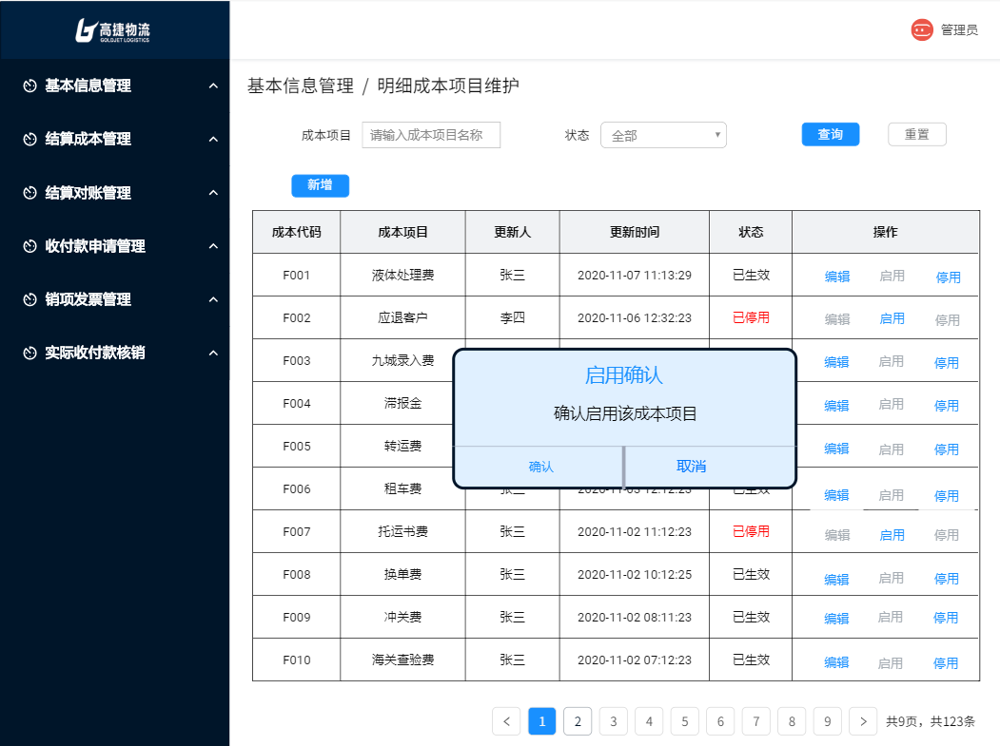 高捷物流
GOLDJET LOGISTICS
管理员
基本信息管理
结算成本管理
结算对账管理
收付款申请管理
销项发票管理
实际收付款核销
基本信息管理 / 明细成本项目维护
成本项目 请输入成本项目名称 状态 全部 查询 重置
新增
成本代码 成本项目 更新人 更新时间 状态 操作
F001 液体处理费 张三 2020-11-07 11:13:29 已生效 编辑 启用 停用
F002 应退客户 李四 2020-11-06 12:32:23 已停用 编辑 启用 停用
F003 九城录入费 编辑 启用 停用
F004 滞报金 编辑 启用 停用
F005 转运费 编辑 启用 停用
F006 租车费 张三 2020-11-03 12:12:23 已生效 编辑 启用 停用
F007 托运书费 张三 2020-11-02 11:12:23 已停用 编辑 启用 停用
F008 换单费 张三 2020-11-02 10:12:25 已生效 编辑 启用 停用
F009 冲关费 张三 2020-11-02 08:11:23 已生效 编辑 启用 停用
F010 海关查验费 张三 2020-11-02 07:12:23 已生效 编辑 启用 停用
启用确认
确认启用该成本项目
确认 取消
< 1 2 3 4 5 6 7 8 9 > 共9页，共123条